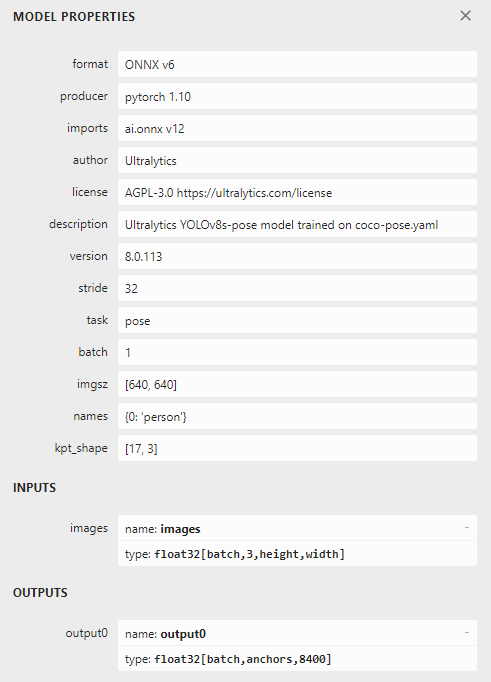 MODEL PROPERTIES
format ONNX v6
producer pytorch 1.10
imports ai.onnx v12
author Ultralytics
license AGPL-3.0 https://ultralytics.com/license
description Ultralytics YOLOv8s-pose model trained on coco-pose.yaml
version 8.0.113
stride 32
task pose
batch 1
imgsz [640, 640]
names {0: 'person'}
kpt_shape [17, 3]
INPUTS
images name: images -
type: float32[batch,3,height,width]
OUTPUTS
output0 name: output0 -
type: float32[batch,anchors,8400]